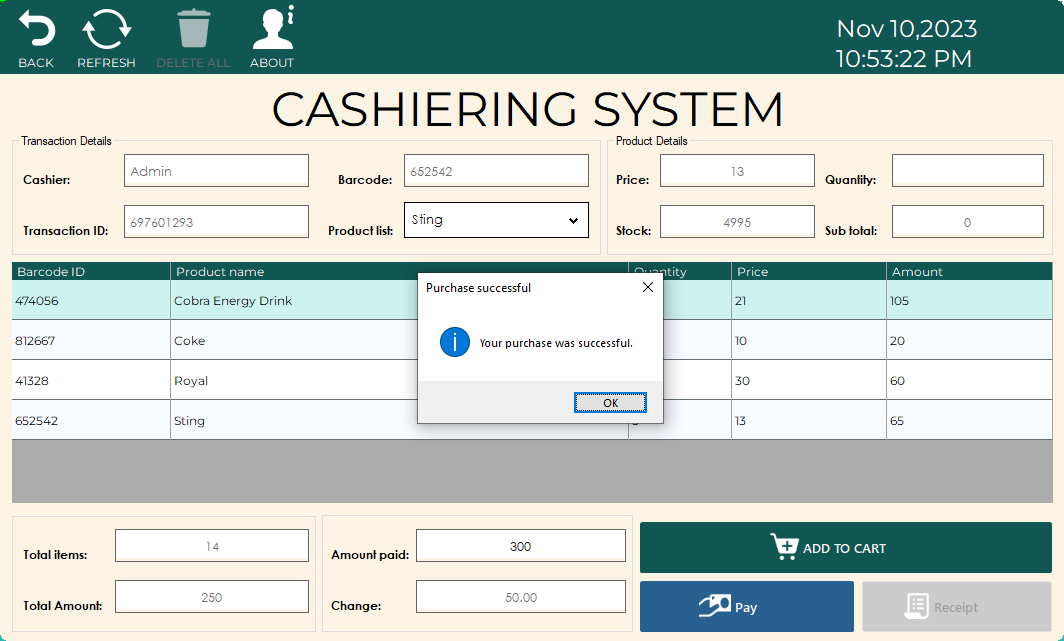 BACK
REFRESH
DELETE ALL
ABOUT
Nov 10,2023
10:53:22 PM
CASHIERING SYSTEM
Transaction Details
Cashier: Admin
Barcode: 652542
Transaction ID: 697601293
Product list: Sting
Product Details
Price: 13
Quantity:
Stock: 4995
Sub total: 0
Barcode ID Product name Quantity Price Amount
474056 Cobra Energy Drink 21 105
812667 Coke 10 20
41328 Royal 30 60
652542 Sting 13 65
Purchase successful
Your purchase was successful.
OK
Total items: 14
Total Amount: 250
Amount paid: 300
Change: 50.00
ADD TO CART
Pay
Receipt